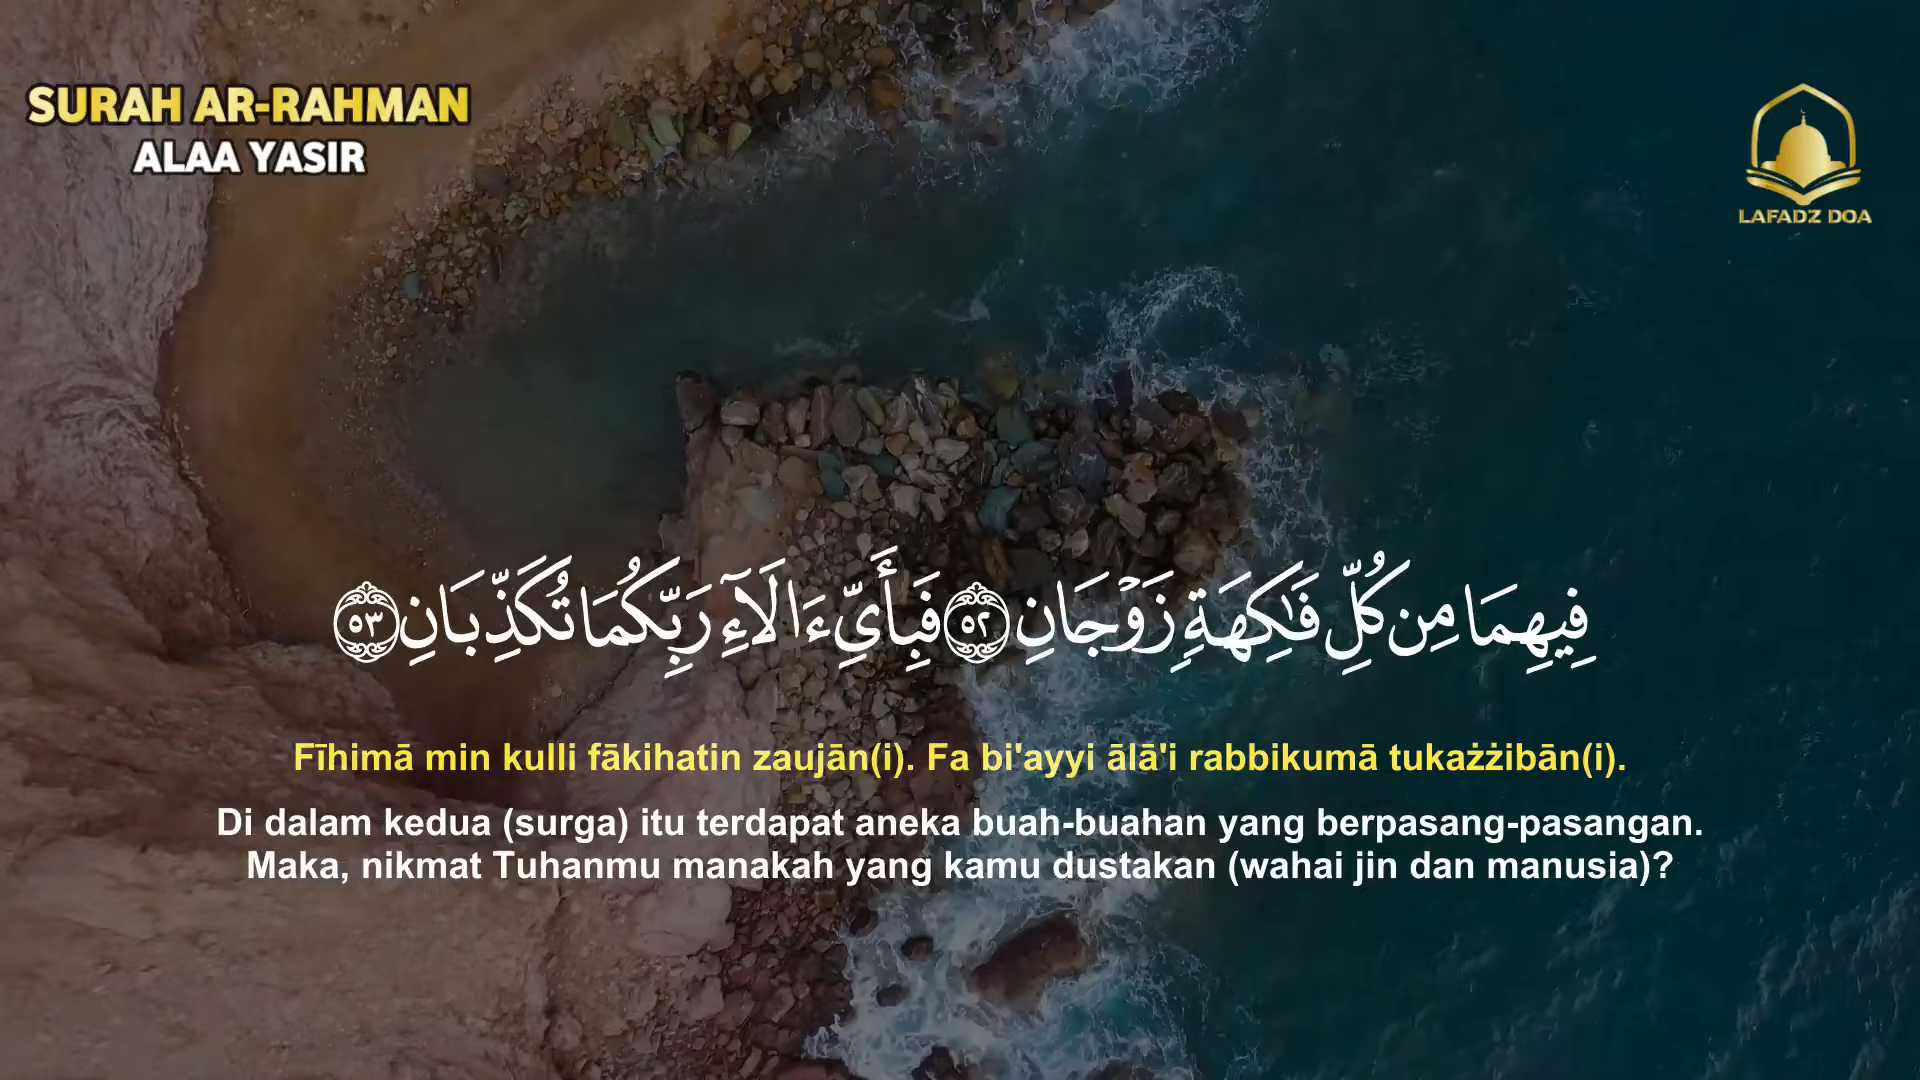 SURAH AR-RAHMAN
ALAA YASIR
LAFADZ DOA
فِيهِمَا مِن كُلِّ فَـٰكِهَةٍ زَوْجَانِ ٥٢ فَبِأَىِّ ءَالَآءِ رَبِّكُمَا تُكَذِّبَانِ ٥٣
Fīhimā min kulli fākihatin zaujān(i). Fa bi'ayyi ālā'i rabbikumā tukażżibān(i).
Di dalam kedua (surga) itu terdapat aneka buah-buahan yang berpasang-pasangan.
Maka, nikmat Tuhanmu manakah yang kamu dustakan (wahai jin dan manusia)?